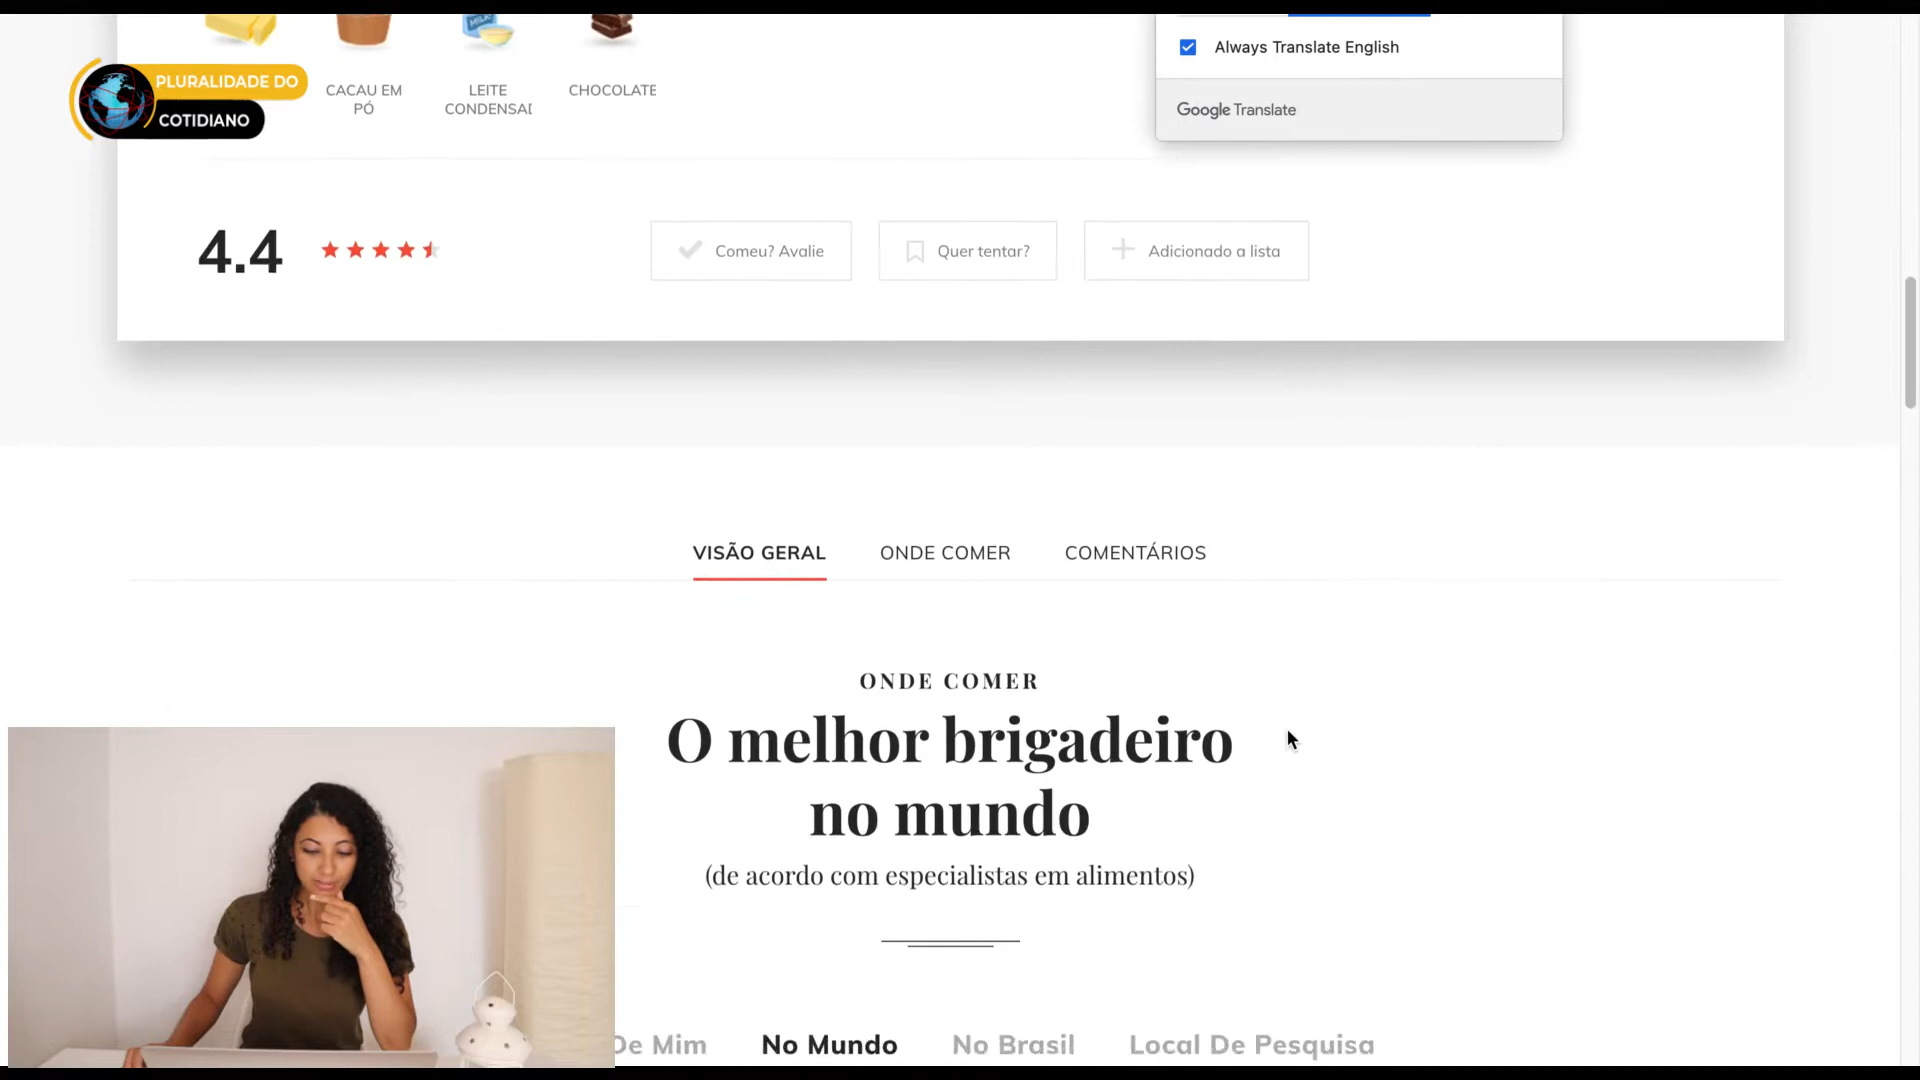 Always Translate English
Google Translate
PLURALIDADE DO
COTIDIANO
CACAU EM
PÓ
LEITE
CONDENSA
CHOCOLATE
4.4
Comeu? Avalie
Quer tentar?
Adicionado a lista
VISÃO GERAL
ONDE COMER
COMENTÁRIOS
ONDE COMER
O melhor brigadeiro
no mundo
(de acordo com especialistas em alimentos)
De Mim
No Mundo
No Brasil
Local De Pesquisa